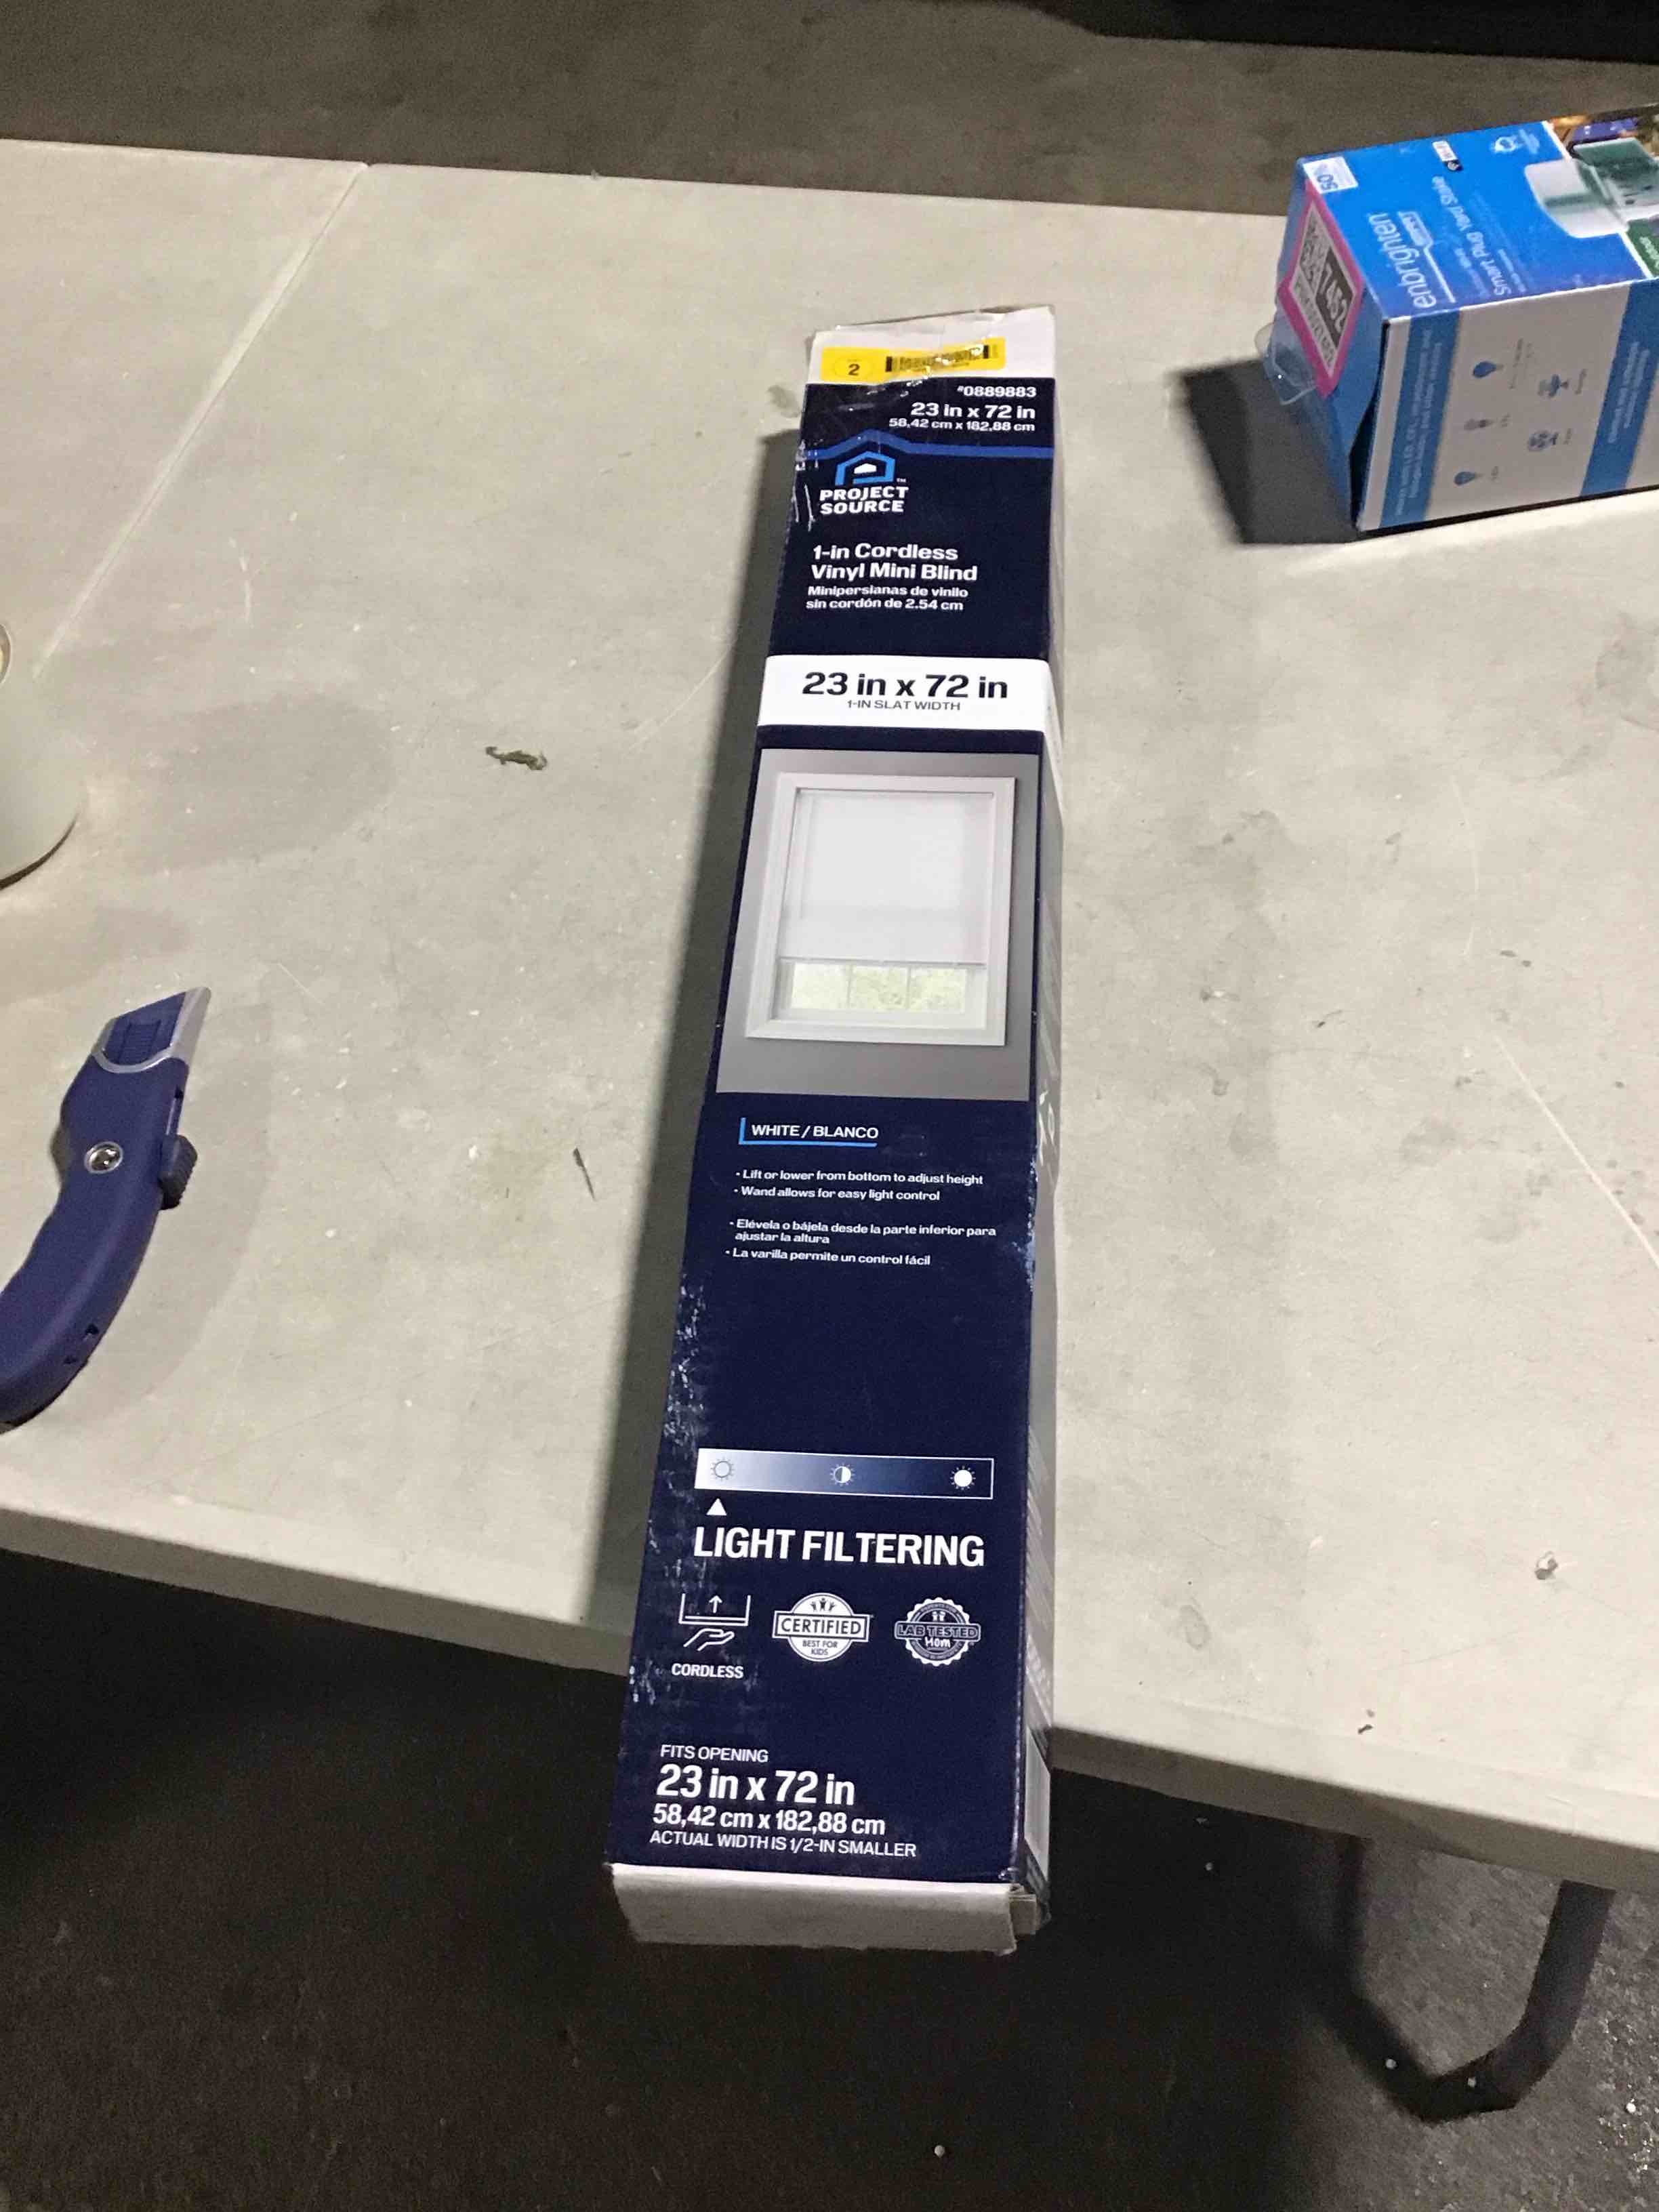 2
#0889883
23 in x 72 in
58,42 cm x 182,88 cm
PROJECT
SOURCE
™
1-in Cordless
Vinyl Mini Blind
Minipersianas de vinilo
sin cordón de 2.54 cm
23 in x 72 in
1-IN SLAT WIDTH
WHITE / BLANCO
• Lift or lower from bottom to adjust height
• Wand allows for easy light control
• Elévela o bájela desde la parte inferior para
ajustar la altura
• La varilla permite un control fácil
LIGHT FILTERING
CORDLESS
CERTIFIED
BEST FOR
KIDS
LAB TESTED
Mom
FITS OPENING
23 in x 72 in
58,42 cm x 182,88 cm
ACTUAL WIDTH IS 1/2-IN SMALLER
enbrighten
Smart Plug Yard Stake
7492